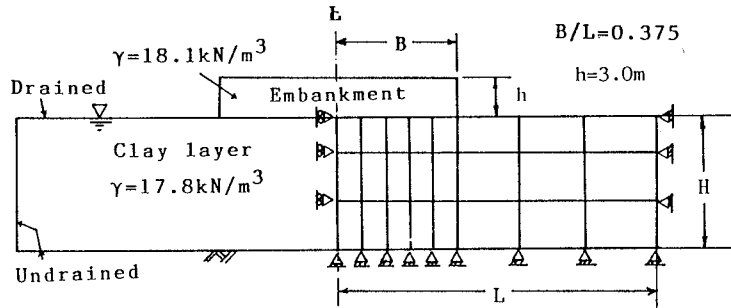 E
B
B/L=0.375
γ=18.1kN/m³
h=3.0m
Drained
Embankment
h
Clay layer
γ=17.8kN/m³
H
Undrained
L